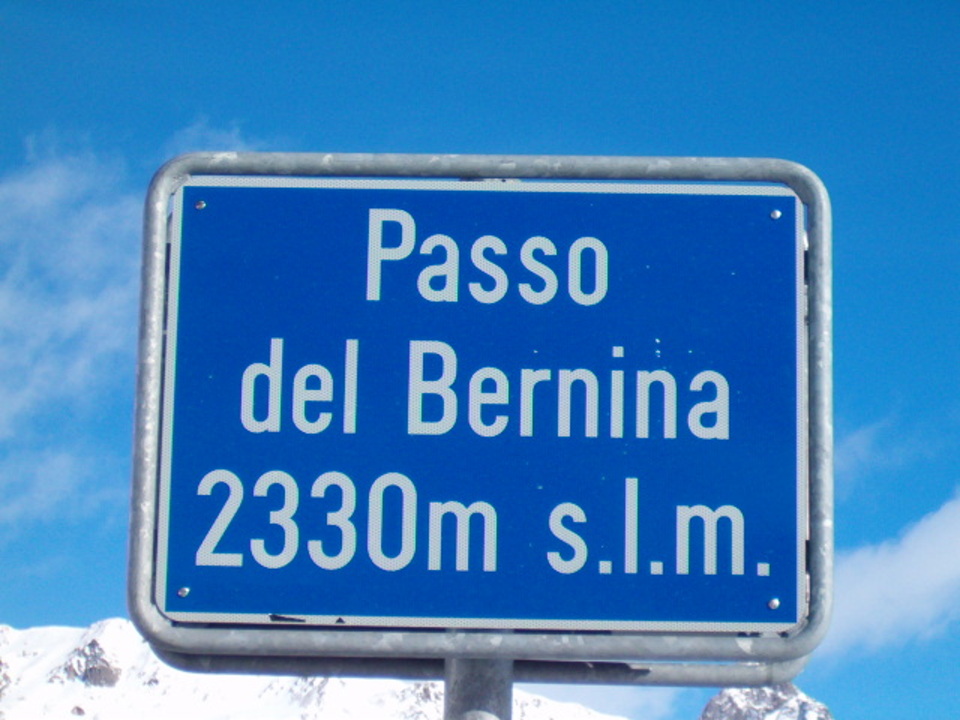 Passo
del Bernina
2330m s.l.m.